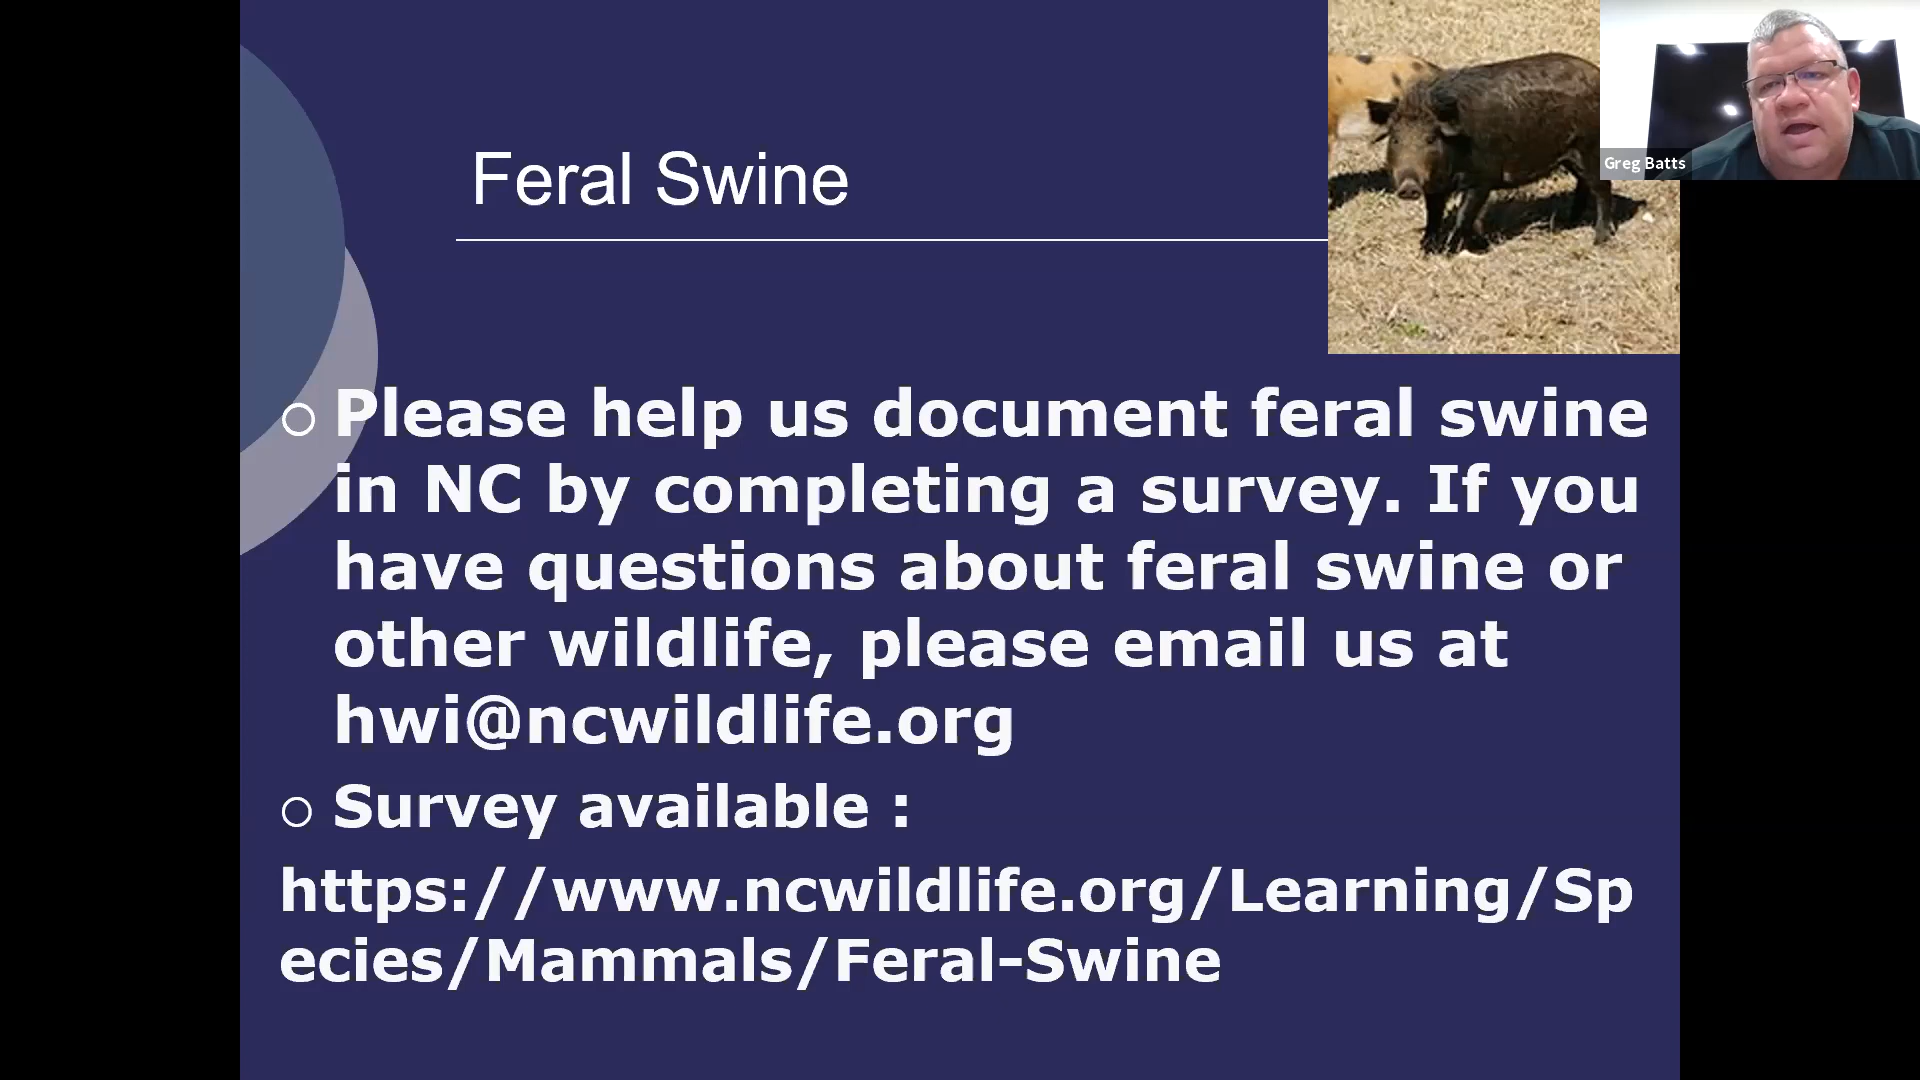 Greg Batts
Feral Swine
Please help us document feral swine
in NC by completing a survey. If you
have questions about feral swine or
other wildlife, please email us at
hwi@ncwildlife.org
Survey available :
https://www.ncwildlife.org/Learning/Sp
ecies/Mammals/Feral-Swine